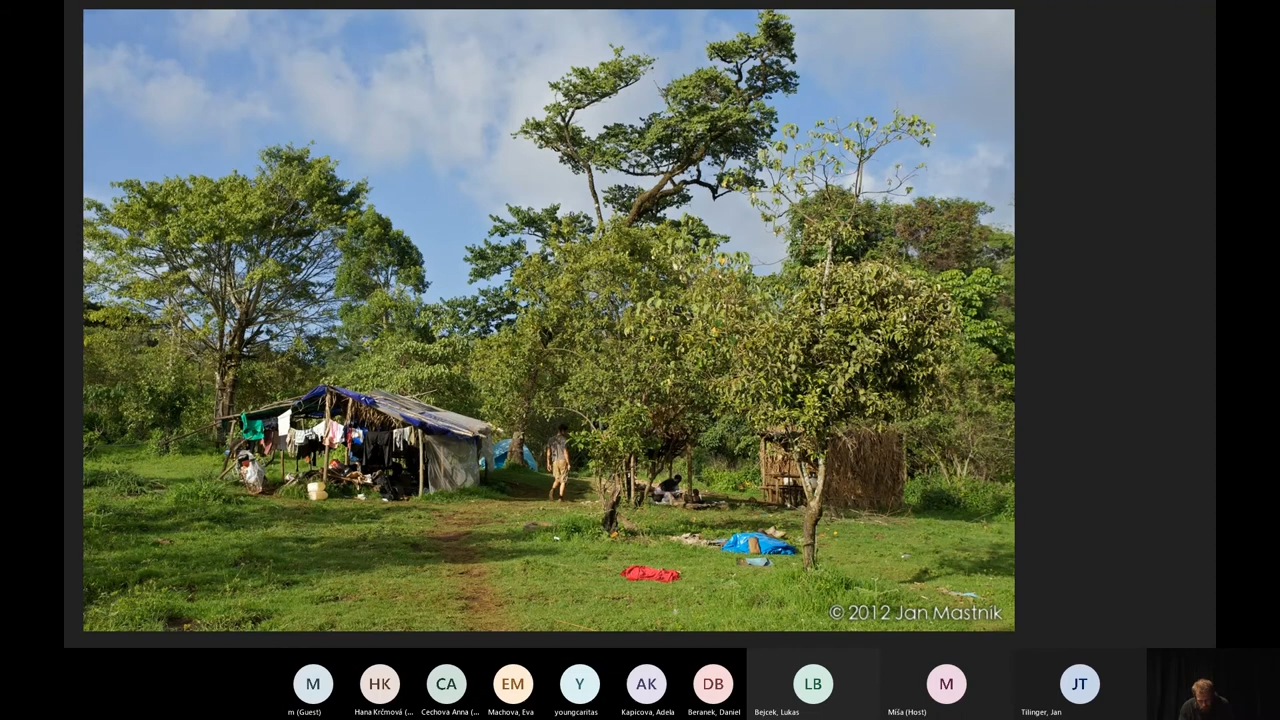 © 2012 Jan Mastník
M
HK
CA
EM
Y
AK
DB
LB
M
JT
m (Guest)
Hana Krčmová (...
Cechova Anna (...
Machova, Eva
youngcaritas
Kapicova, Adela
Beranek, Daniel
Bejcek, Lukas
Míša (Host)
Tilinger, Jan